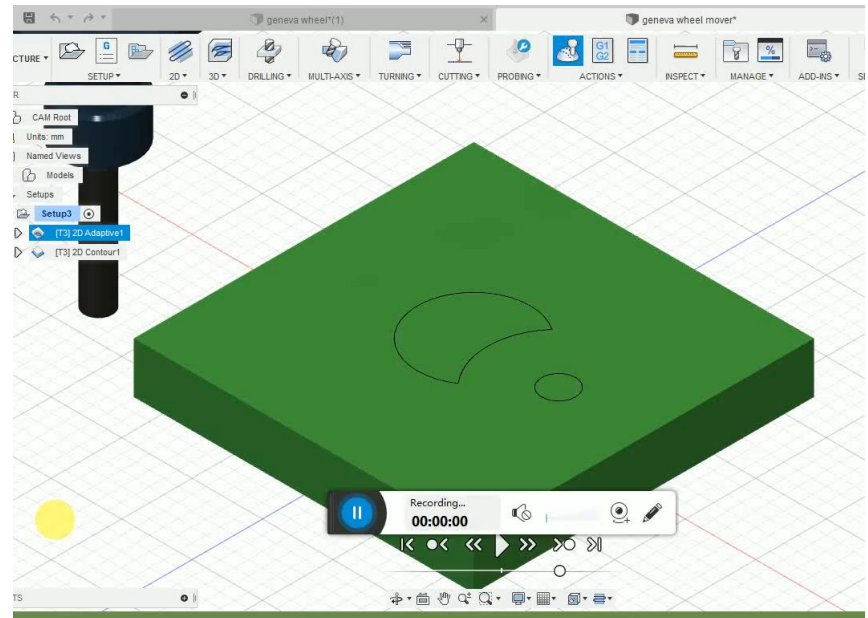 geneva wheel*(1)
geneva wheel mover*
CTURE
G
G1
G2
%
SETUP
2D
3D
DRILLING
MULTI-AXIS
TURNING
CUTTING
PROBING
ACTIONS
INSPECT
MANAGE
ADD-INS
SE
R
CAM Root
Units: mm
Named Views
Models
Setups
Setup3
[T3] 2D Adaptive1
[T3] 2D Contour1
Recording...
00:00:00
TS